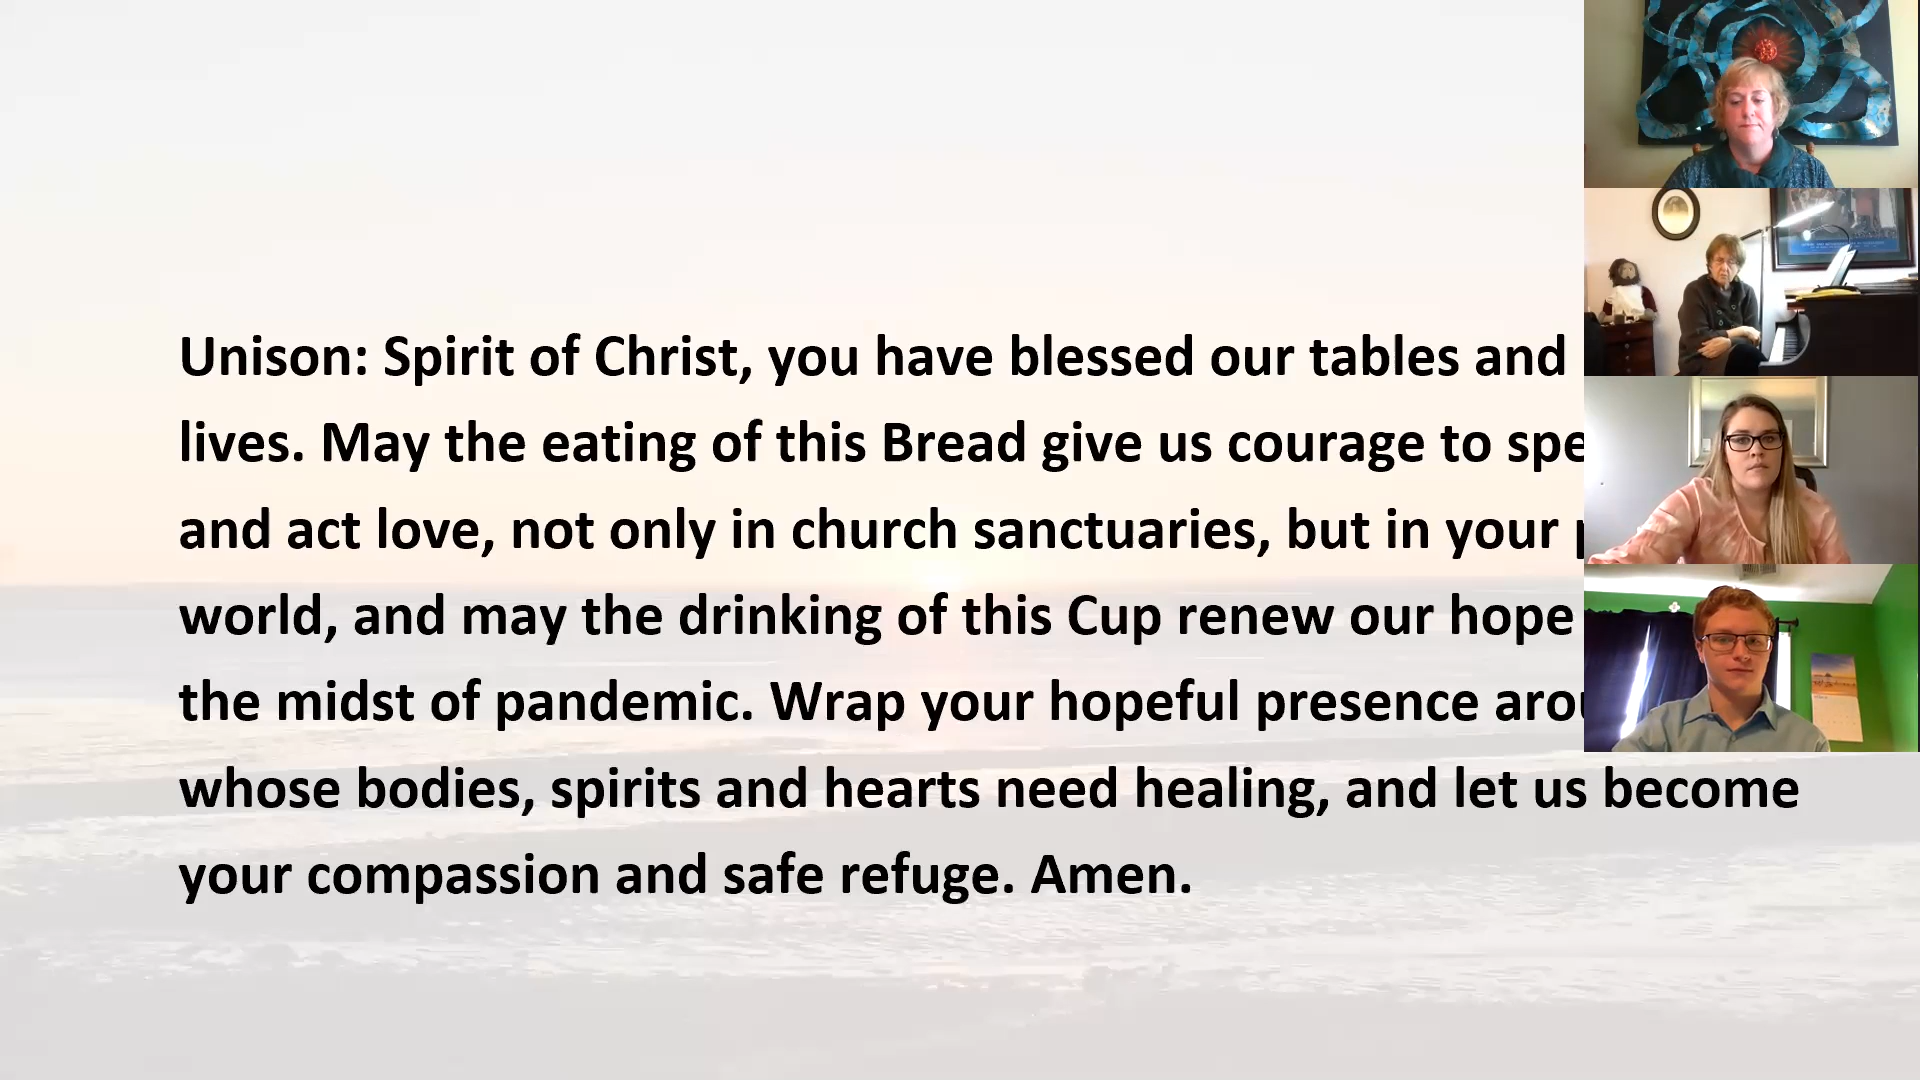 Unison: Spirit of Christ, you have blessed our tables and
lives. May the eating of this Bread give us courage to
and act love, not only in church sanctuaries, but in your
world, and may the drinking of this Cup renew our hope
the midst of pandemic. Wrap your hopeful presence
whose bodies, spirits and hearts need healing, and let us become
your compassion and safe refuge. Amen.